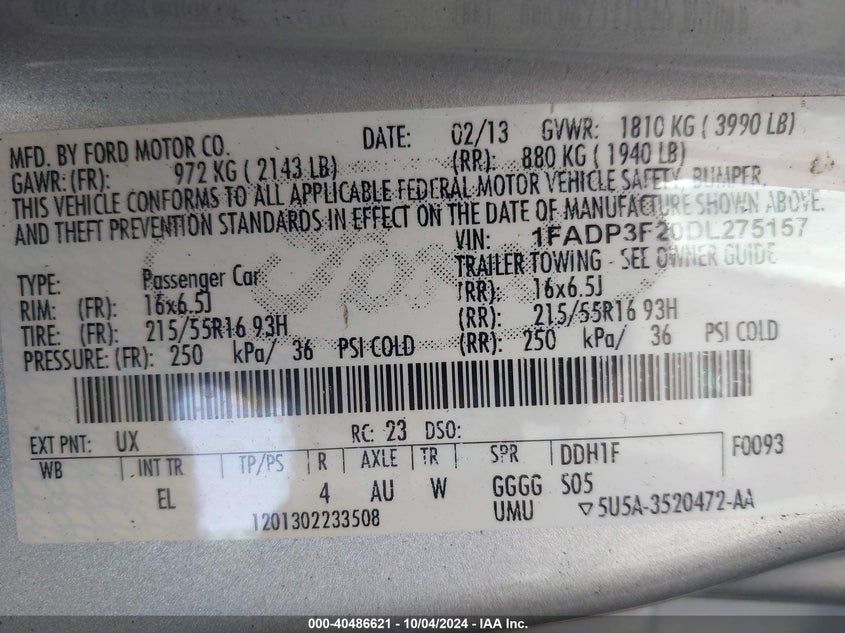 MFD. BY FORD MOTOR CO. DATE: 02/13 GVWR: 1810 KG ( 3990 LB)
GAWR: (FR): 972 KG ( 2143 LB) (RR): 880 KG ( 1940 LB)
THIS VEHICLE CONFORMS TO ALL APPLICABLE FEDERAL MOTOR VEHICLE SAFETY, BUMPER,
AND THEFT PREVENTION STANDARDS IN EFFECT ON THE DATE OF MANUFACTURE SHOWN ABOVE.
VIN: 1FADP3F20DL275157
TYPE: Passenger Car TRAILER TOWING - SEE OWNER GUIDE
RIM: (FR): 16x6.5J (RR): 16x6.5J
TIRE: (FR): 215/55R16 93H (RR): 215/55R16 93H
PRESSURE: (FR): 250 kPa/ 36 PSI COLD (RR): 250 kPa/ 36 PSI COLD
EXT PNT: UX RC: 23 DSO:
WB INT TR TP/PS R AXLE TR SPR DDH1F F0093
EL 4 AU W GGGG S05
1201302233508 UMU ▽5U5A-3520472-AA
000-40486621 - 10/04/2024 - IAA Inc.